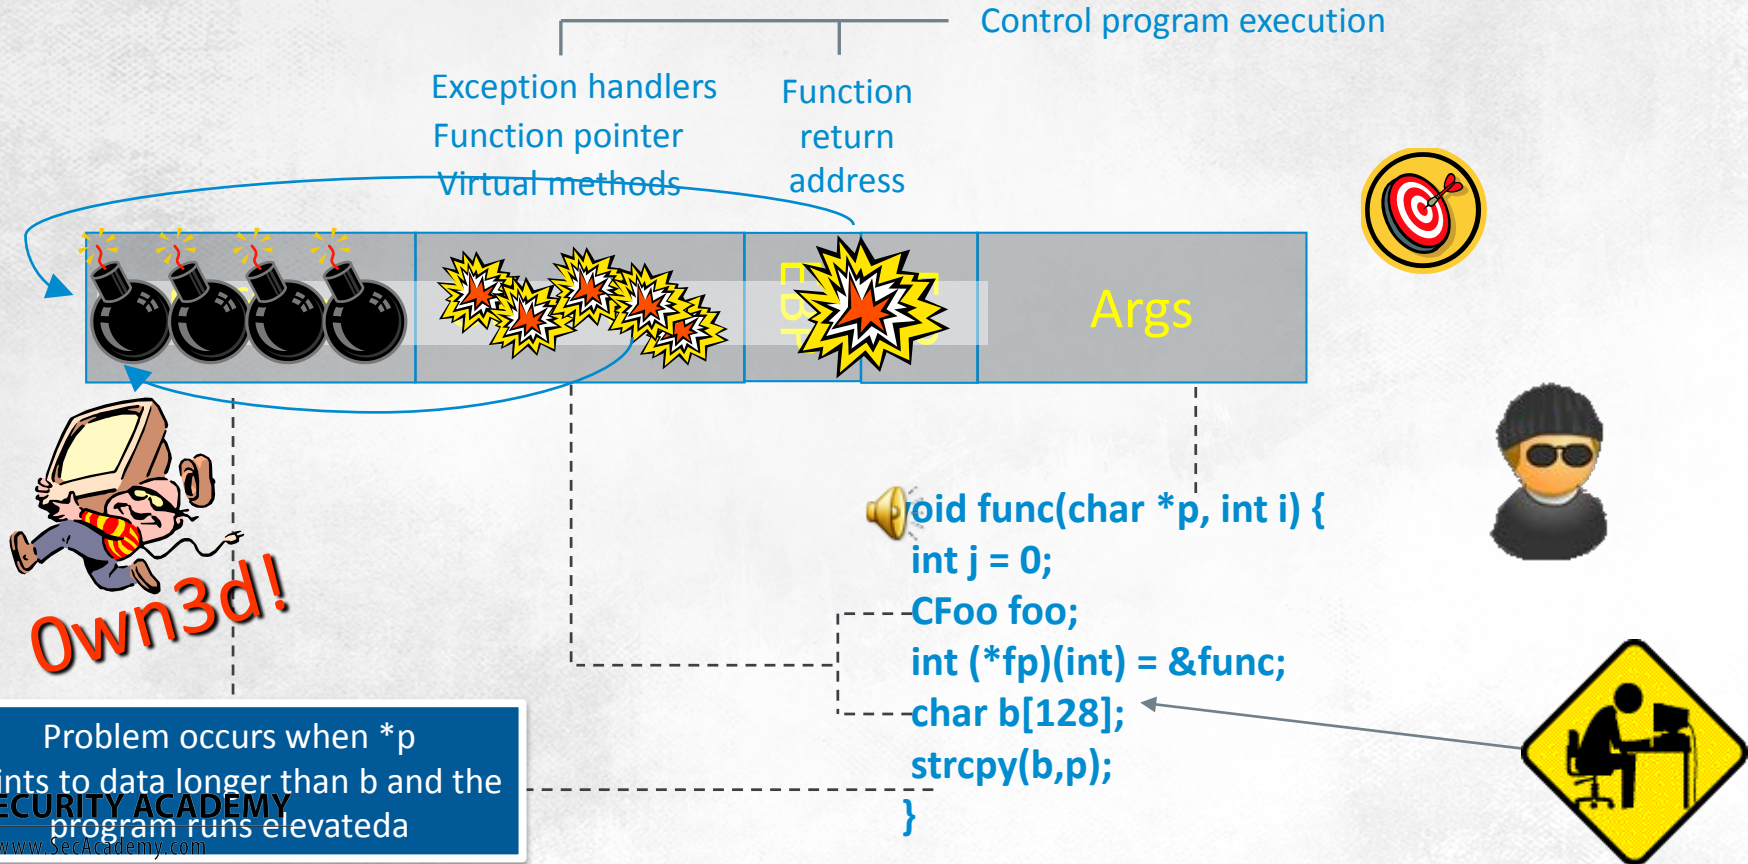 Control program execution
Exception handlers
Function pointer
Virtual methods
Function
return
address
Args
0wn3d!
oid func(char *p, int i) {
int j = 0;
CFoo foo;
int (*fp)(int) = &func;
char b[128];
strcpy(b,p);
}
Problem occurs when *p
ints to data longer than b and the
program runs elevateda
ECURITY ACADEMY
www.SecAcademy.com